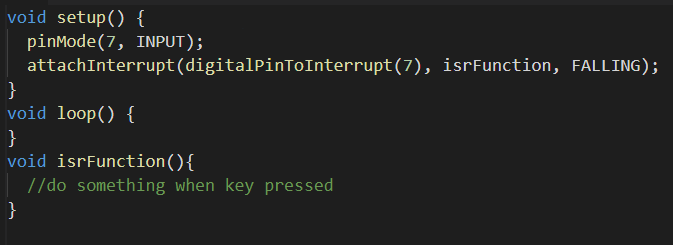 void setup() {
  pinMode(7, INPUT);
  attachInterrupt(digitalPinToInterrupt(7), isrFunction, FALLING);
}
void loop() {
}
void isrFunction(){
  //do something when key pressed
}